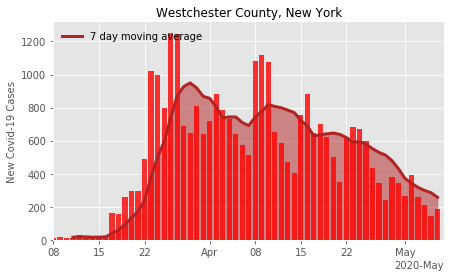 Westchester County, New York
7 day moving average
New Covid-19 Cases
1200
1000
800
600
400
200
0
08 15 22 Apr 08 15 22 May
2020-May